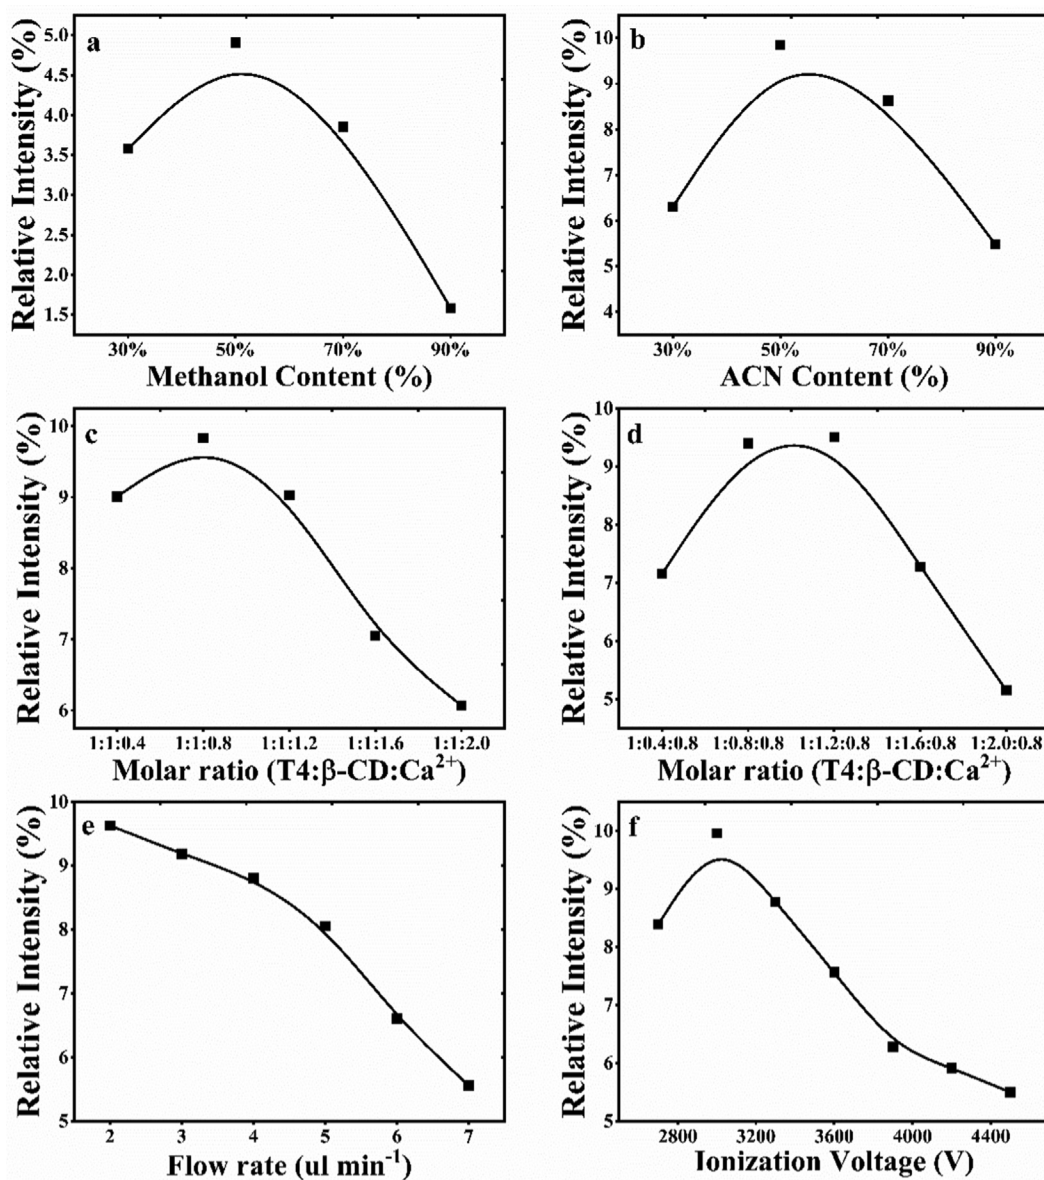 a
Relative Intensity (%)
5.0
4.5
4.0
3.5
3.0
2.5
2.0
1.5
30% 50% 70% 90%
Methanol Content (%)
b
Relative Intensity (%)
10
9
8
7
6
5
4
30% 50% 70% 90%
ACN Content (%)
c
Relative Intensity (%)
10
9
8
7
6
1:1:0.4 1:1:0.8 1:1:1.2 1:1:1.6 1:1:2.0
Molar ratio (T4:β-CD:Ca²⁺)
d
Relative Intensity (%)
10
9
8
7
6
5
1:0.4:0.8 1:0.8:0.8 1:1.2:0.8 1:1.6:0.8 1:2.0:0.8
Molar ratio (T4:β-CD:Ca²⁺)
e
Relative Intensity (%)
10
9
8
7
6
5
2 3 4 5 6 7
Flow rate (ul min⁻¹)
f
Relative Intensity (%)
10
9
8
7
6
5
2800 3200 3600 4000 4400
Ionization Voltage (V)